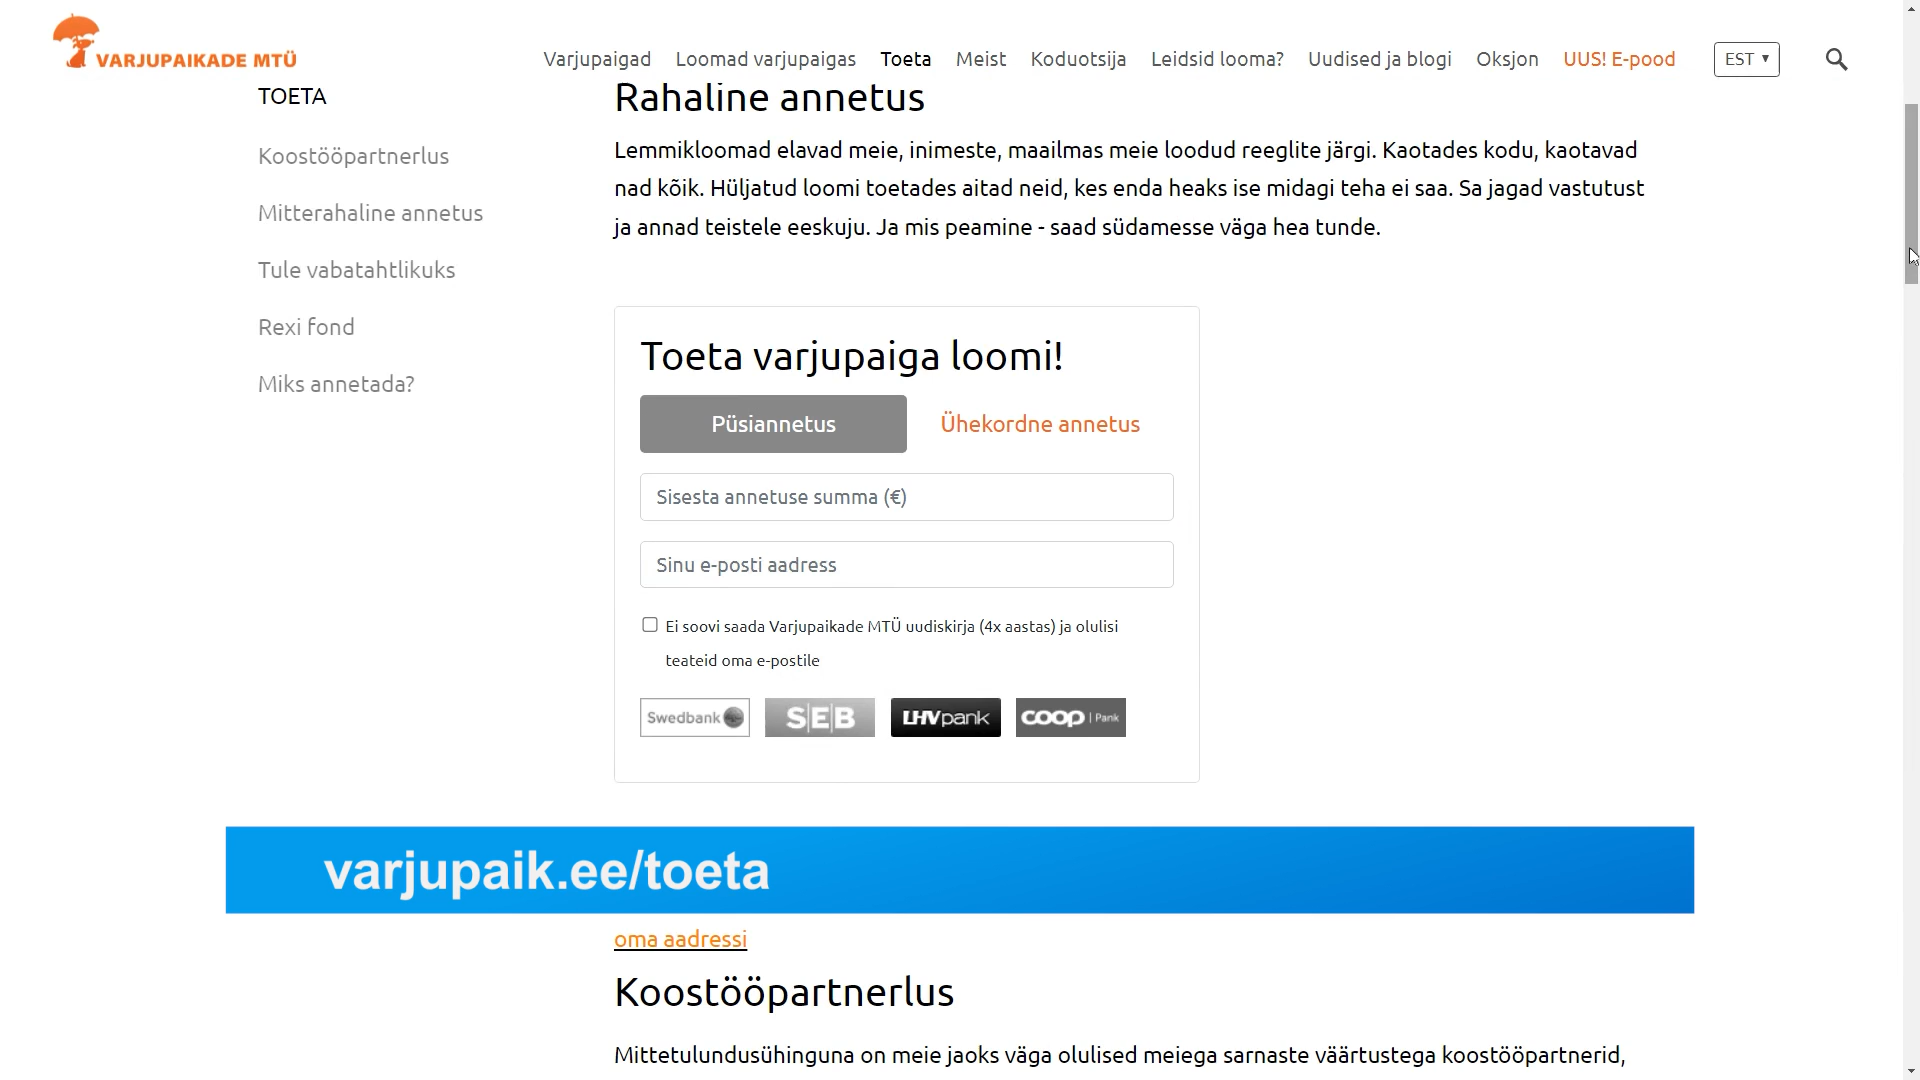 VARJUPAIKADE MTÜ
Varjupaigad Loomad varjupaigas Toeta Meist Koduotsija Leidsid looma? Uudised ja blogi Oksjon UUS! E-pood EST
TOETA
Koostööpartnerlus
Mitterahaline annetus
Tule vabatahtlikuks
Rexi fond
Miks annetada?
Rahaline annetus
Lemmikloomad elavad meie, inimeste, maailmas meie loodud reeglite järgi. Kaotades kodu, kaotavad
nad kõik. Hüljatud loomi toetades aitad neid, kes enda heaks ise midagi teha ei saa. Sa jagad vastutust
ja annad teistele eeskuju. Ja mis peamine - saad südamesse väga hea tunde.
Toeta varjupaiga loomi!
Püsiannetus Ühekordne annetus
Sisesta annetuse summa (€)
Sinu e-posti aadress
Ei soovi saada Varjupaikade MTÜ uudiskirja (4x aastas) ja olulisi
teateid oma e-postile
Swedbank SEB LHVpank COOP | Pank
varjupaik.ee/toeta
oma aadressi
Koostööpartnerlus
Mittetulundusühinguna on meie jaoks väga olulised meiega sarnaste väärtustega koostööpartnerid,